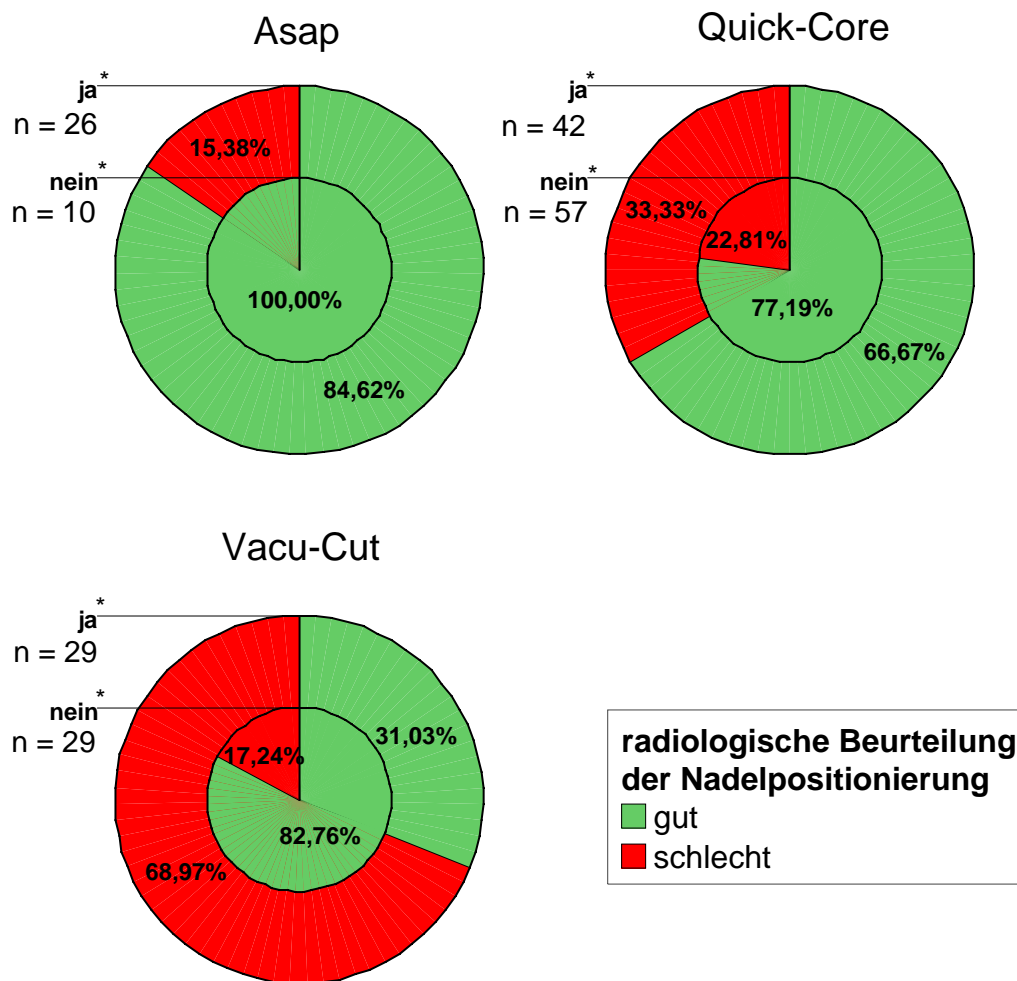 Asap
ja*
n = 26
nein*
n = 10
15,38%
100,00%
84,62%
Quick-Core
ja*
n = 42
nein*
n = 57
33,33%
22,81%
77,19%
66,67%
Vacu-Cut
ja*
n = 29
nein*
n = 29
31,03%
17,24%
82,76%
68,97%
radiologische Beurteilung
der Nadelpositionierung
gut
schlecht